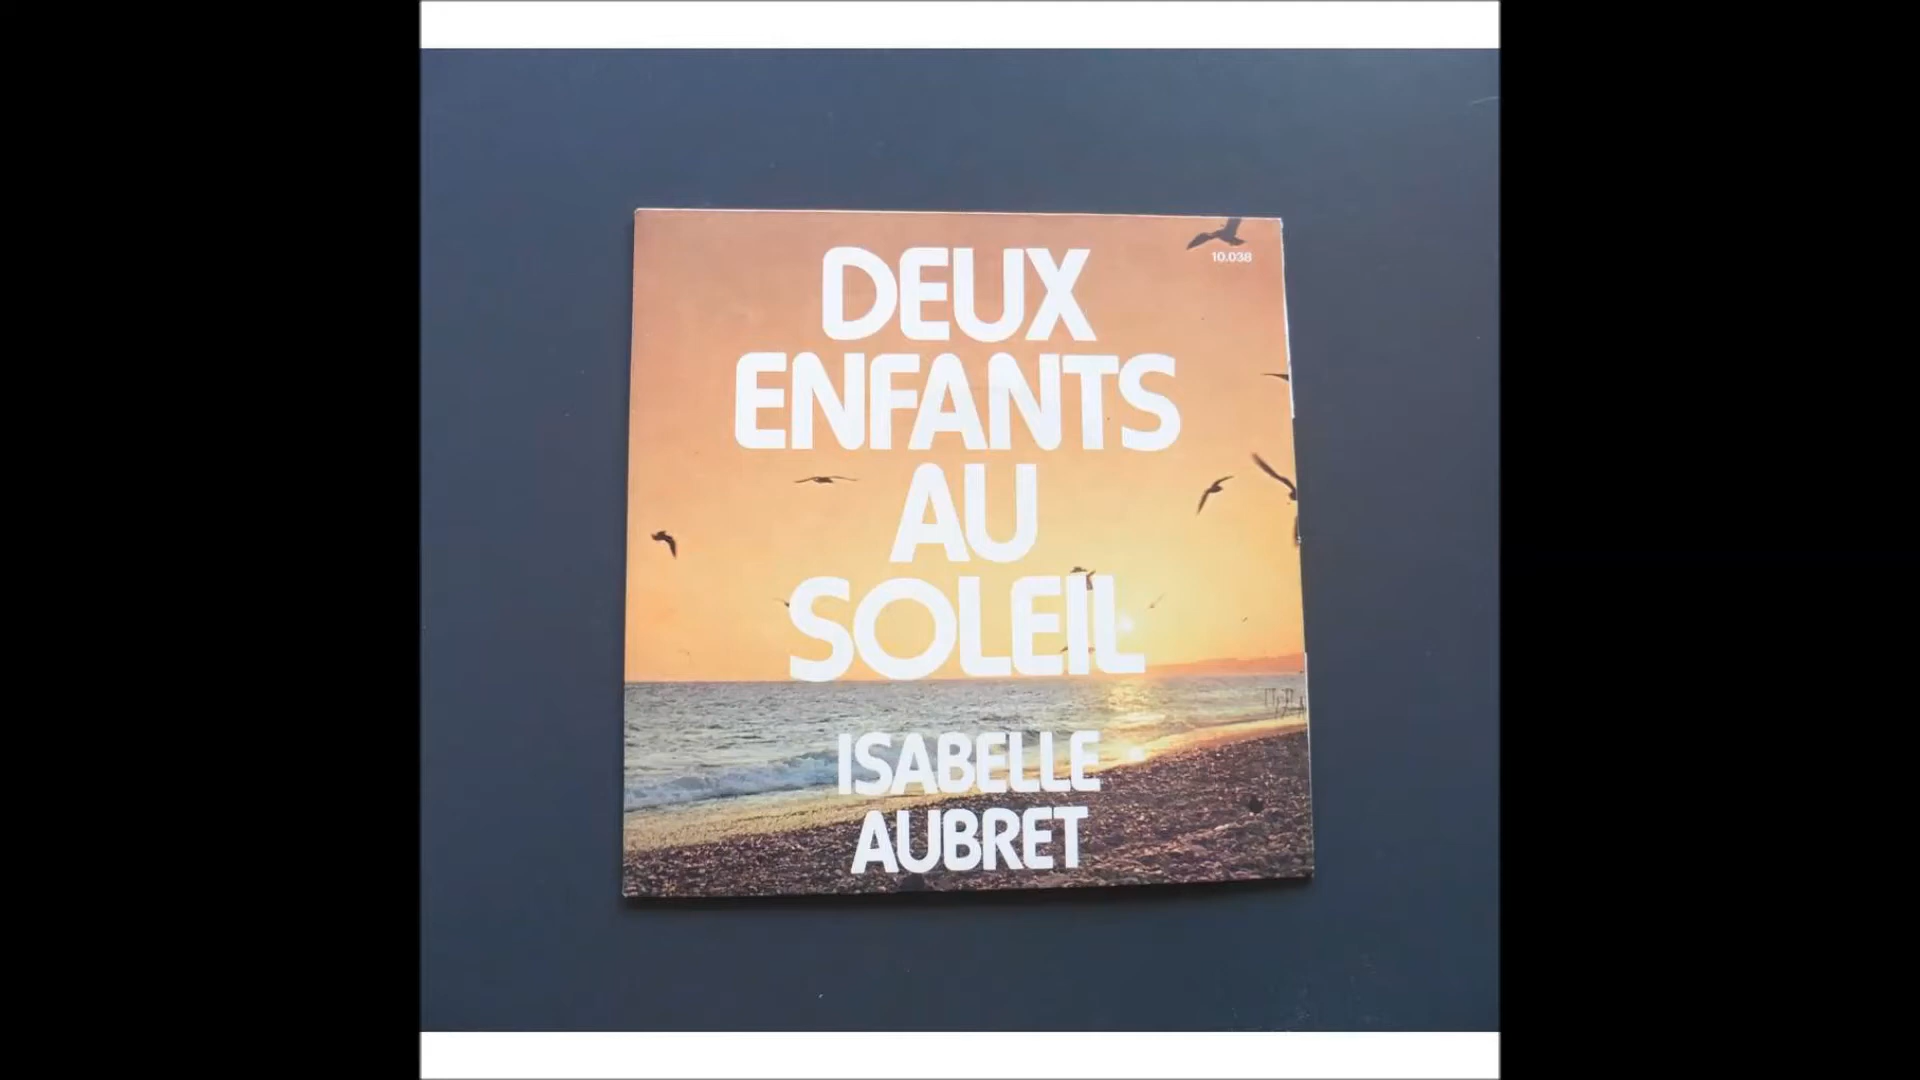 10.038
DEUX
ENFANTS
AU
SOLEIL
ISABELLE
AUBRET